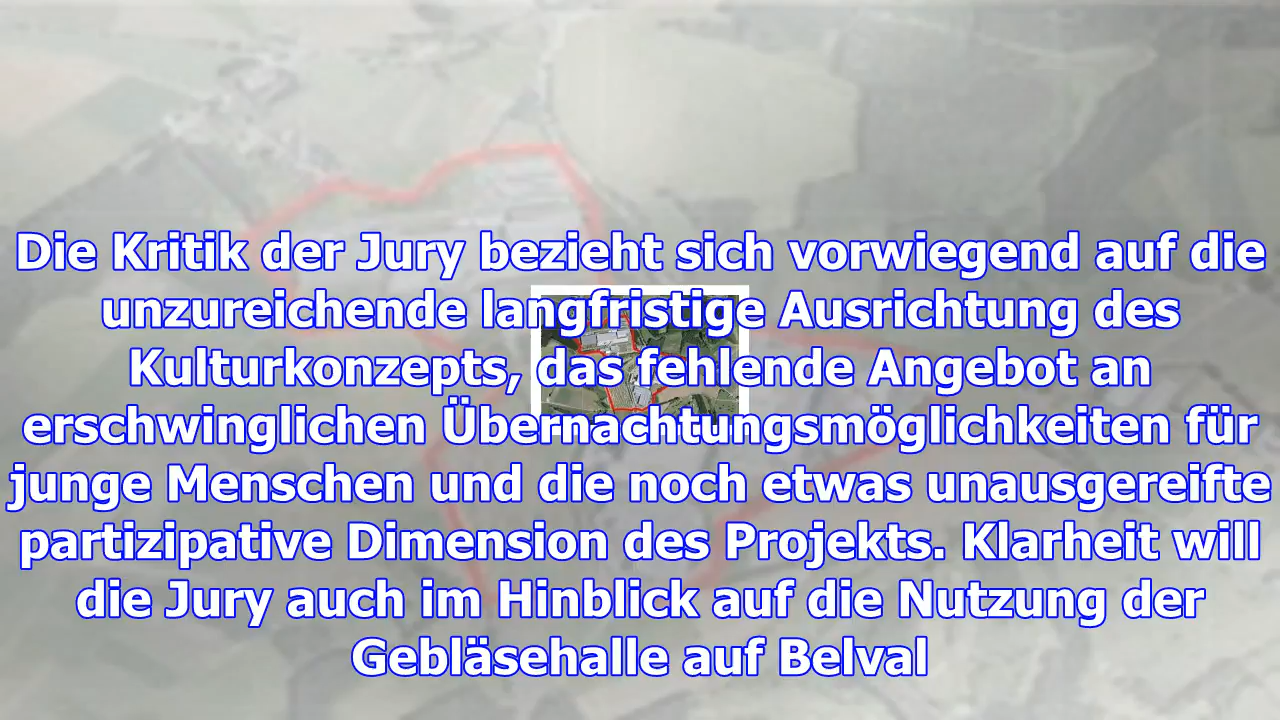 Die Kritik der Jury bezieht sich vorwiegend auf die
unzureichende langfristige Ausrichtung des
Kulturkonzepts, das fehlende Angebot an
erschwinglichen Übernachtungsmöglichkeiten für
junge Menschen und die noch etwas unausgereifte
partizipative Dimension des Projekts. Klarheit will
die Jury auch im Hinblick auf die Nutzung der
Gebläsehalle auf Belval